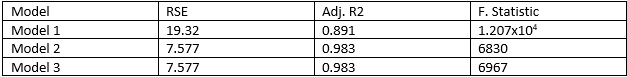 Model RSE Adj. R2 F. Statistic
Model 1 19.32 0.891 1.207x10⁴
Model 2 7.577 0.983 6830
Model 3 7.577 0.983 6967